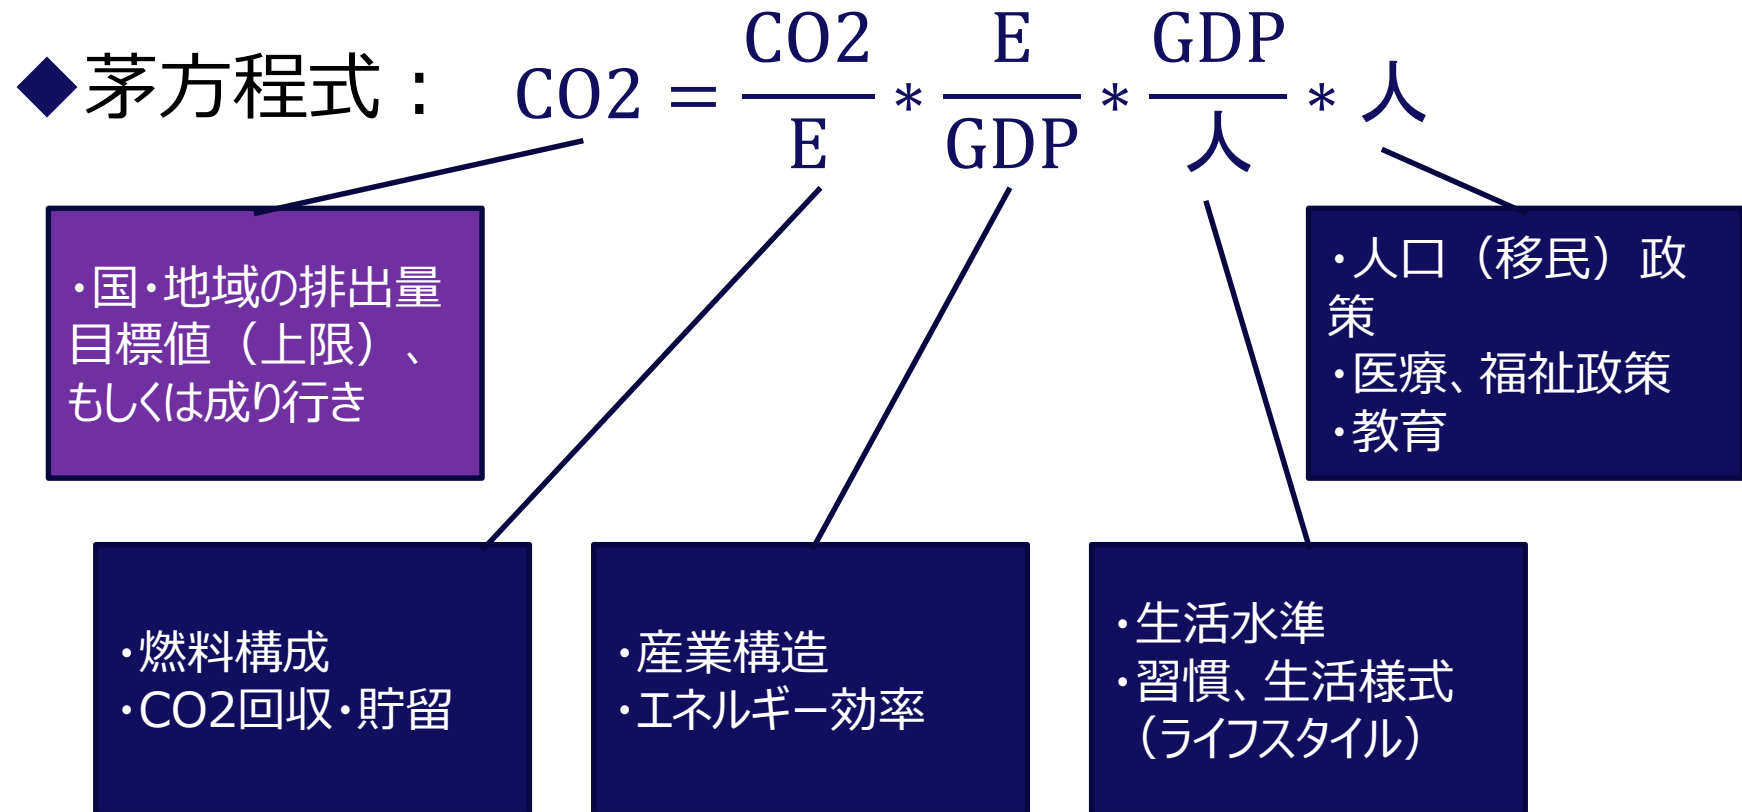 ◆茅方程式： CO2 = CO2/E * E/GDP * GDP/人 * 人
・国・地域の排出量
目標値（上限）、
もしくは成り行き
・人口（移民）政
策
・医療、福祉政策
・教育
・燃料構成
・CO2回収・貯留
・産業構造
・エネルギー効率
・生活水準
・習慣、生活様式
（ライフスタイル）